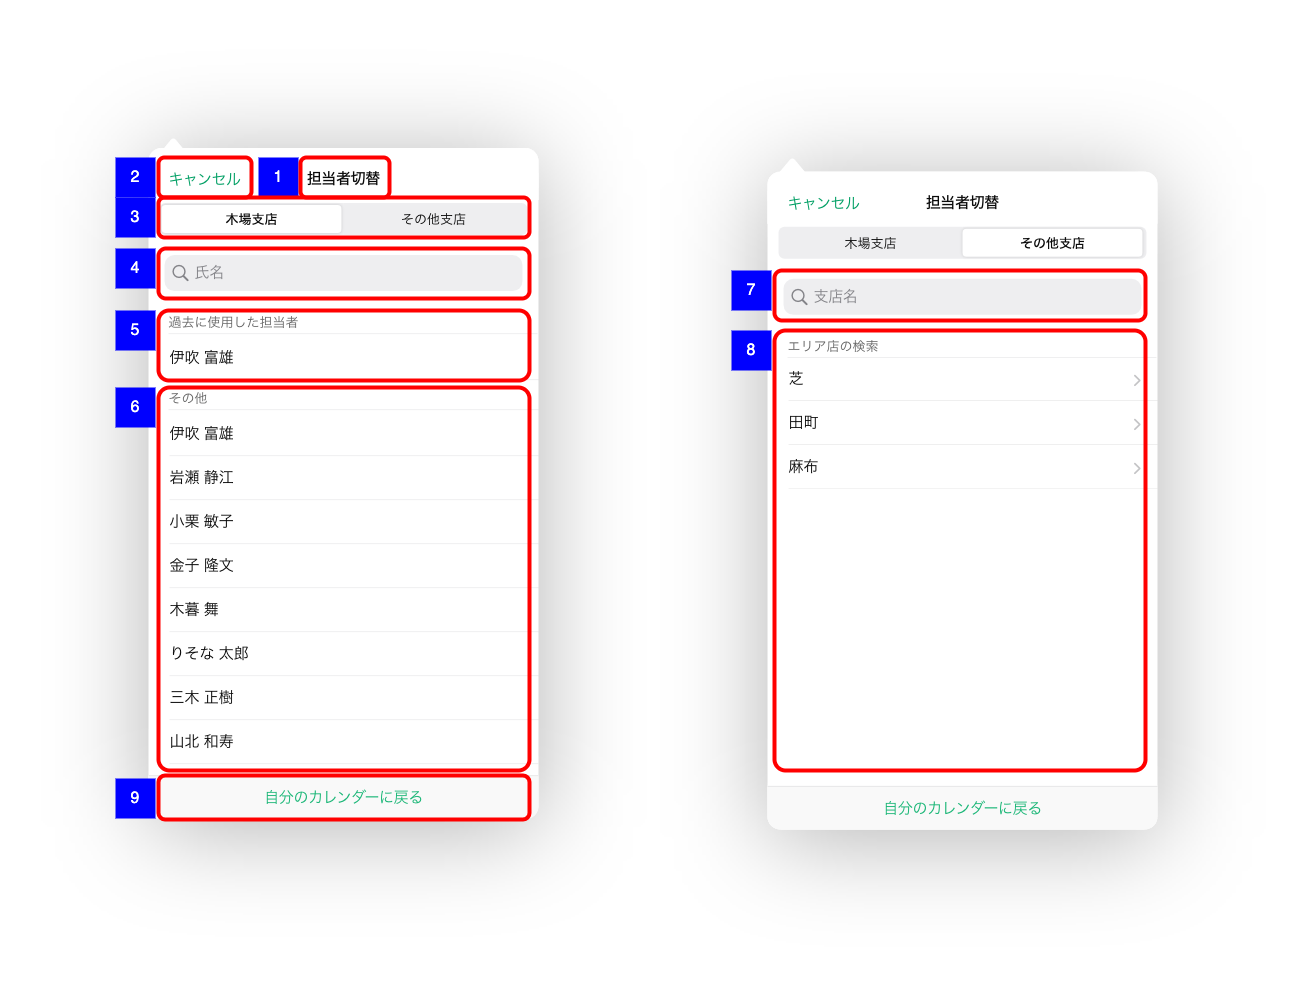 2
キャンセル
1
担当者切替
3
木場支店
その他支店
4
氏名
5
過去に使用した担当者
伊吹 富雄
6
その他
伊吹 富雄
岩瀬 静江
小栗 敏子
金子 隆文
木暮 舞
りそな 太郎
三木 正樹
山北 和寿
9
自分のカレンダーに戻る
キャンセル
担当者切替
木場支店
その他支店
7
支店名
8
エリア店の検索
芝
田町
麻布
自分のカレンダーに戻る